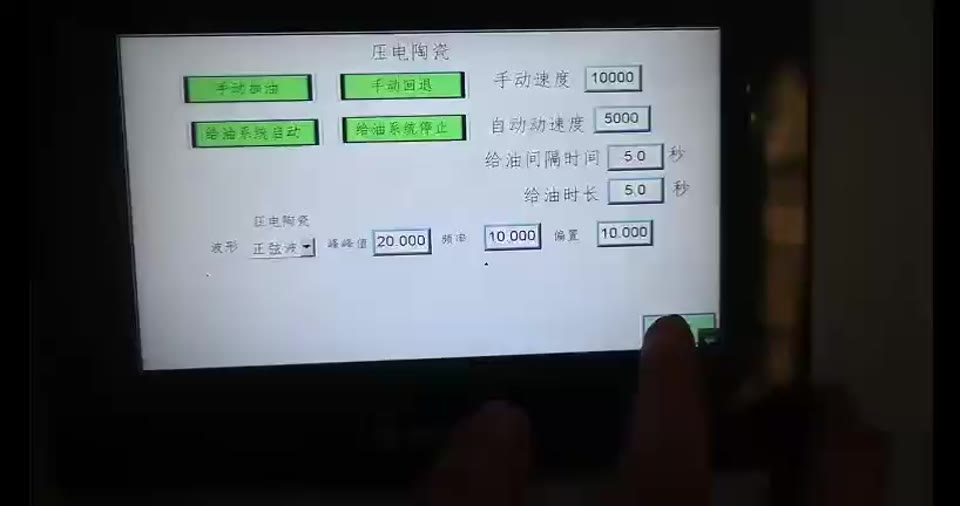 压电陶瓷
手动加油 手动回退 手动速度 10000
给油系统启动 给油系统停止 自动动速度 5000
给油间隔时间 5.0 秒
给油时长 5.0 秒
压电陶瓷
波形 正弦波 峰峰值 20.000 频率 10.000 偏置 10.000